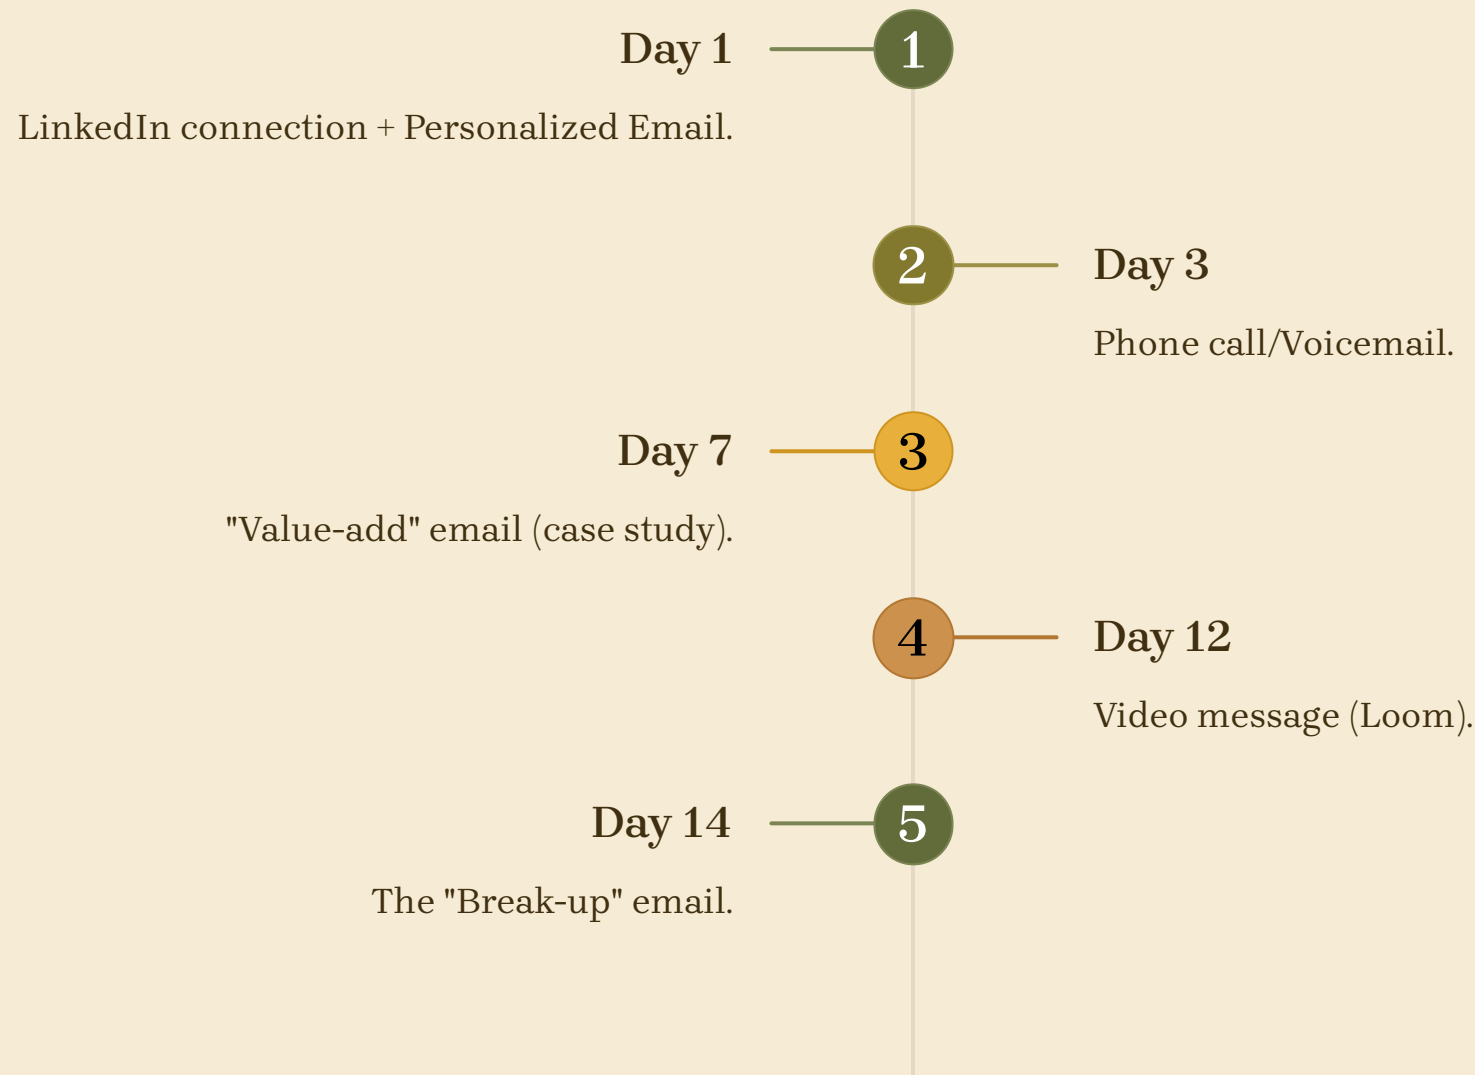 Day 1
1
LinkedIn connection + Personalized Email.
2
Day 3
Phone call/Voicemail.
Day 7
3
"Value-add" email (case study).
4
Day 12
Video message (Loom).
Day 14
5
The "Break-up" email.